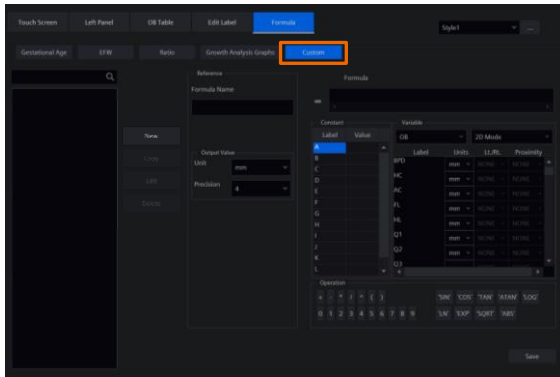 Touch Screen Left Panel OB Table Edit Label Formula Style1 ...
Gestational Age EFW Ratio Growth Analysis Graphs Custom
Reference
Formula
Formula Name
=
Constant Variable
Label Value OB 2D Mode
A Label Units Lt./Rt. Proximity
New
B BPD mm NONE NONE
Output Value
Copy
Unit mm
C HC mm NONE NONE
D
Edit
Precision 4
E AC mm NONE NONE
Delete
F FL mm NONE NONE
G
H HL mm NONE NONE
I Q1 mm NONE NONE
J
K Q2 mm NONE NONE
L Q3
Operation
+ - * / ^ ( ) 'SIN' 'COS' 'TAN' 'ATAN' 'LOG'
0 1 2 3 4 5 6 7 8 9 'LN' 'EXP' 'SQRT' 'ABS'
Save